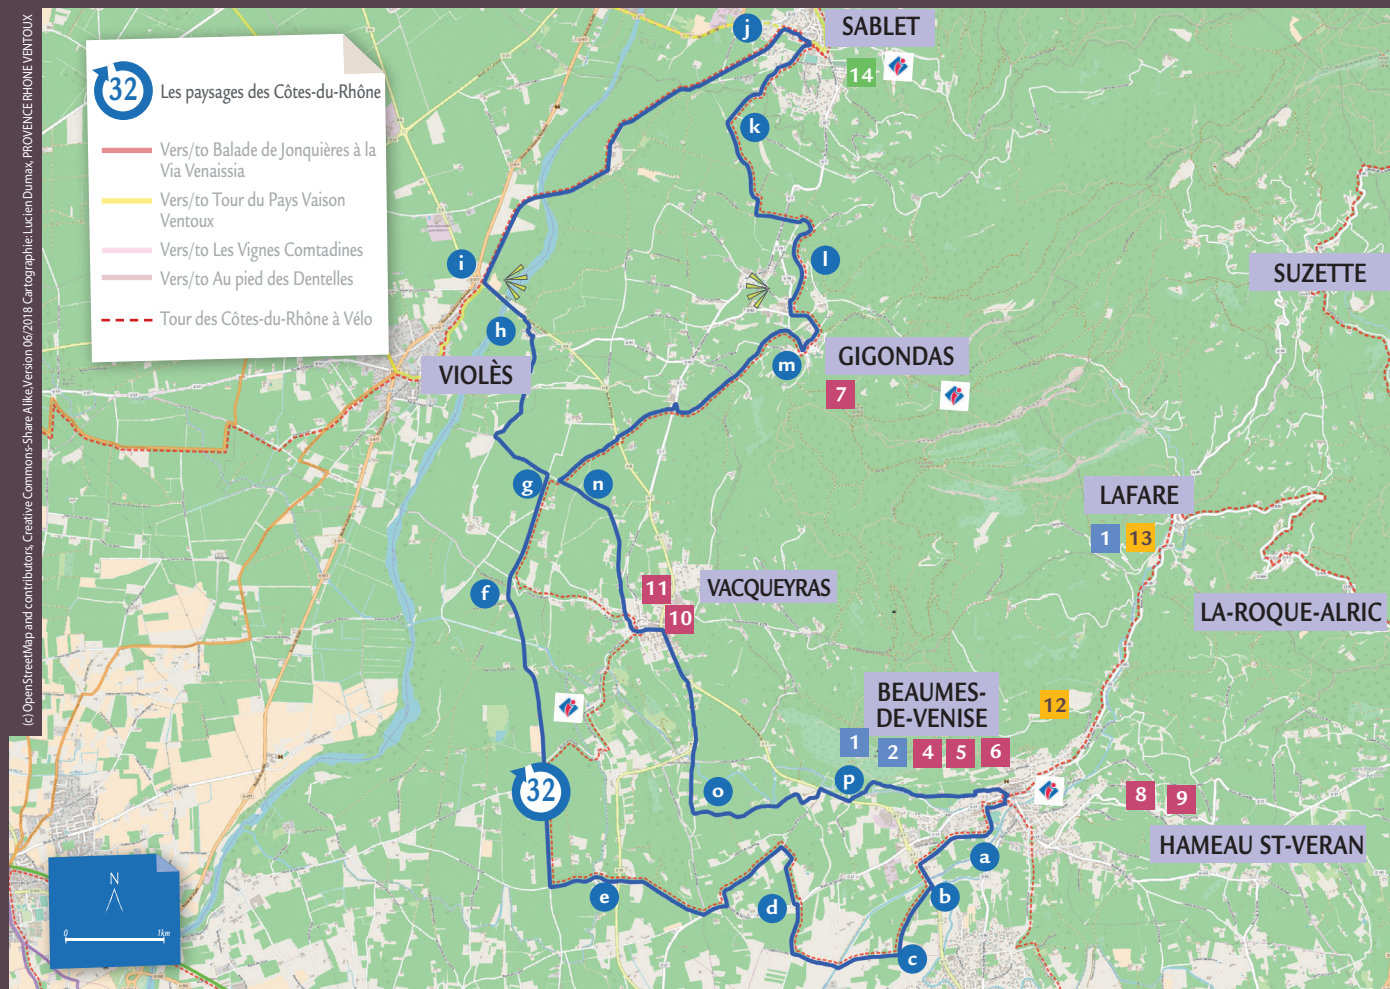 (c) OpenStreetMap and contributors, Creative Commons-Share Alike,Version 06/2018 Cartographie: Lucien Dumax, PROVENCE RHONE VENTOUX
32
Les paysages des Côtes-du-Rhône
Vers/to Balade de Jonquières à la
Via Venaissia
Vers/to Tour du Pays Vaison
Ventoux
Vers/to Les Vignes Comtadines
Vers/to Au pied des Dentelles
Tour des Côtes-du-Rhône à Vélo
j
SABLET
14
k
i
l
SUZETTE
h
VIOLÈS
m
GIGONDAS
7
g
n
LAFARE
1
13
f
11
VACQUEYRAS
10
LA-ROQUE-ALRIC
BEAUMES-
DE-VENISE
12
1
2
4
5
6
32
o
p
8
9
HAMEAU ST-VERAN
a
b
e
d
c
N
0
1km